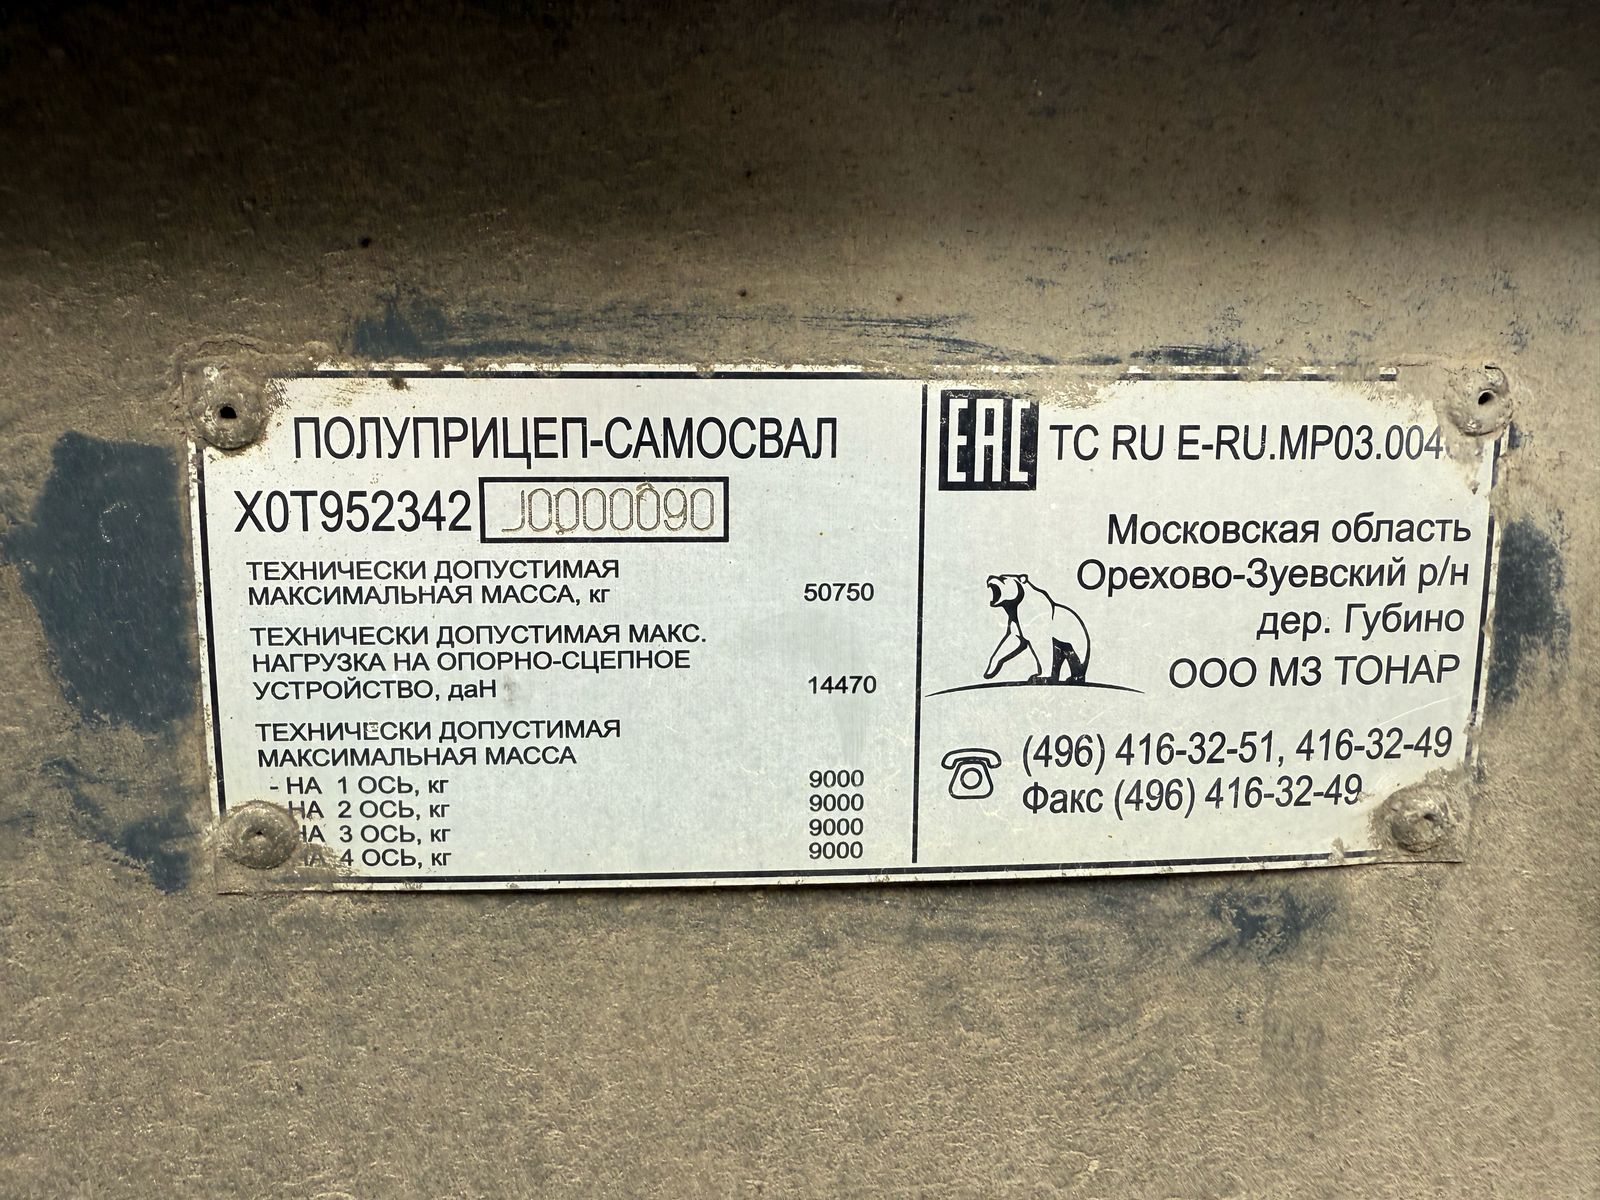 ПОЛУПРИЦЕП-САМОСВАЛ
X0T952342 J0000090
ТЕХНИЧЕСКИ ДОПУСТИМАЯ
МАКСИМАЛЬНАЯ МАССА, кг 50750
ТЕХНИЧЕСКИ ДОПУСТИМАЯ МАКС.
НАГРУЗКА НА ОПОРНО-СЦЕПНОЕ
УСТРОЙСТВО, даН 14470
ТЕХНИЧЕСКИ ДОПУСТИМАЯ
МАКСИМАЛЬНАЯ МАССА
- НА 1 ОСЬ, кг 9000
НА 2 ОСЬ, кг 9000
НА 3 ОСЬ, кг 9000
НА 4 ОСЬ, кг 9000
EAC TC RU E-RU.MP03.004
Московская область
Орехово-Зуевский р/н
дер. Губино
ООО МЗ ТОНАР
(496) 416-32-51, 416-32-49
Факс (496) 416-32-49